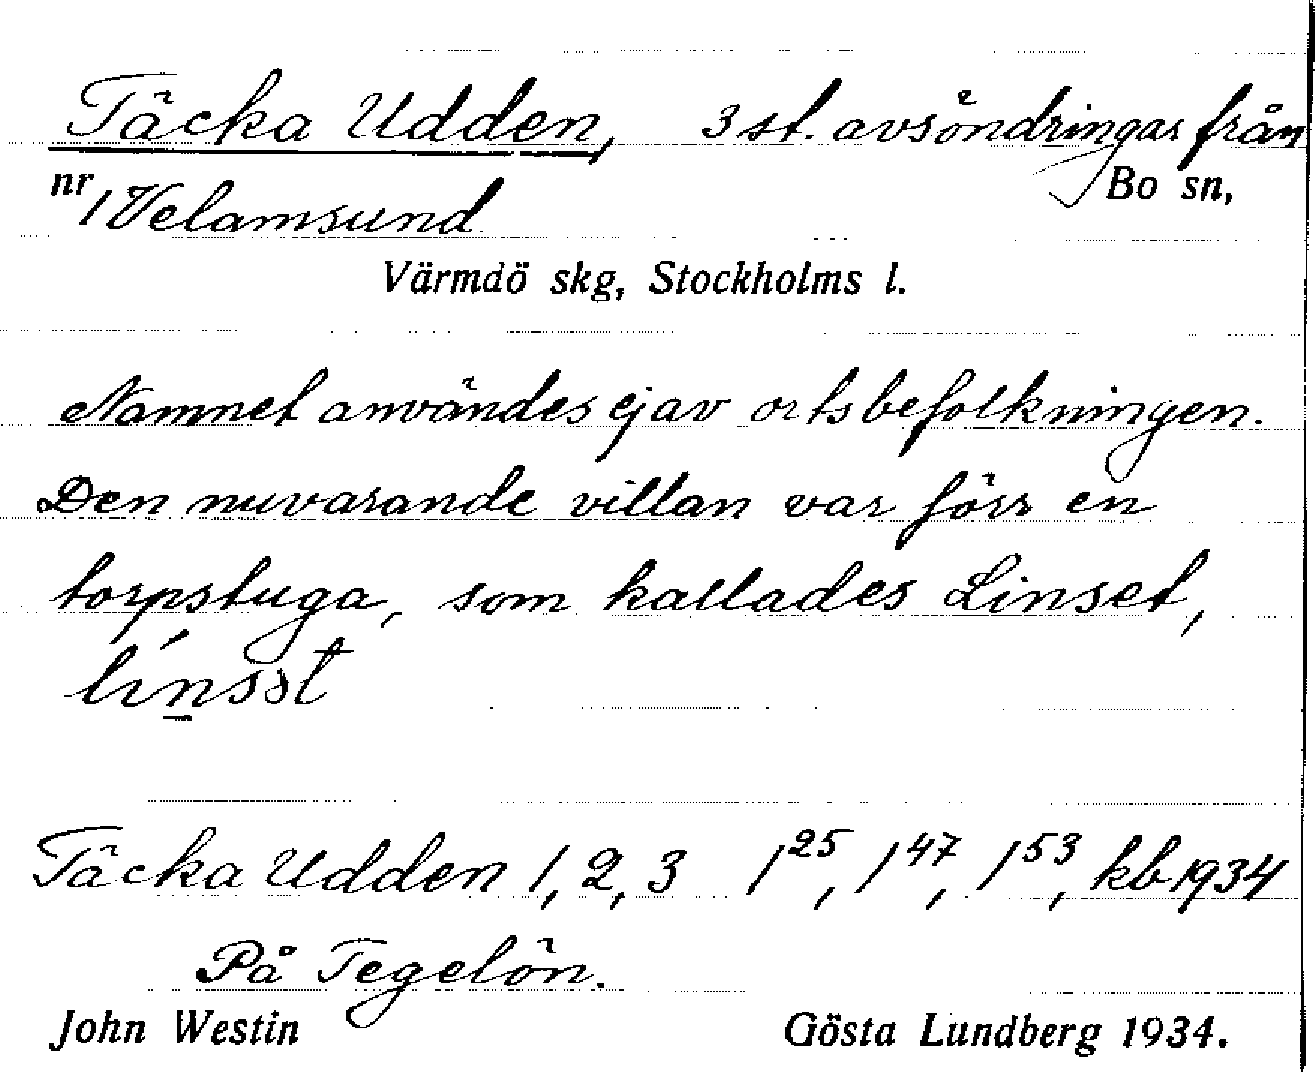 Täcka Udden, 3 st. avsöndringar från
nr 1 Velamsund Bo sn,
Värmdö skg, Stockholms l.
Namnet användes ej av ortsbefolkningen.
Den nuvarande villan var förr en
torpstuga, som kallades Linset,
Täcka Udden 1, 2, 3 1²⁵, 1⁴⁷, 1⁵³, kb 1934
På Tegelön.
John Westin Gösta Lundberg 1934.